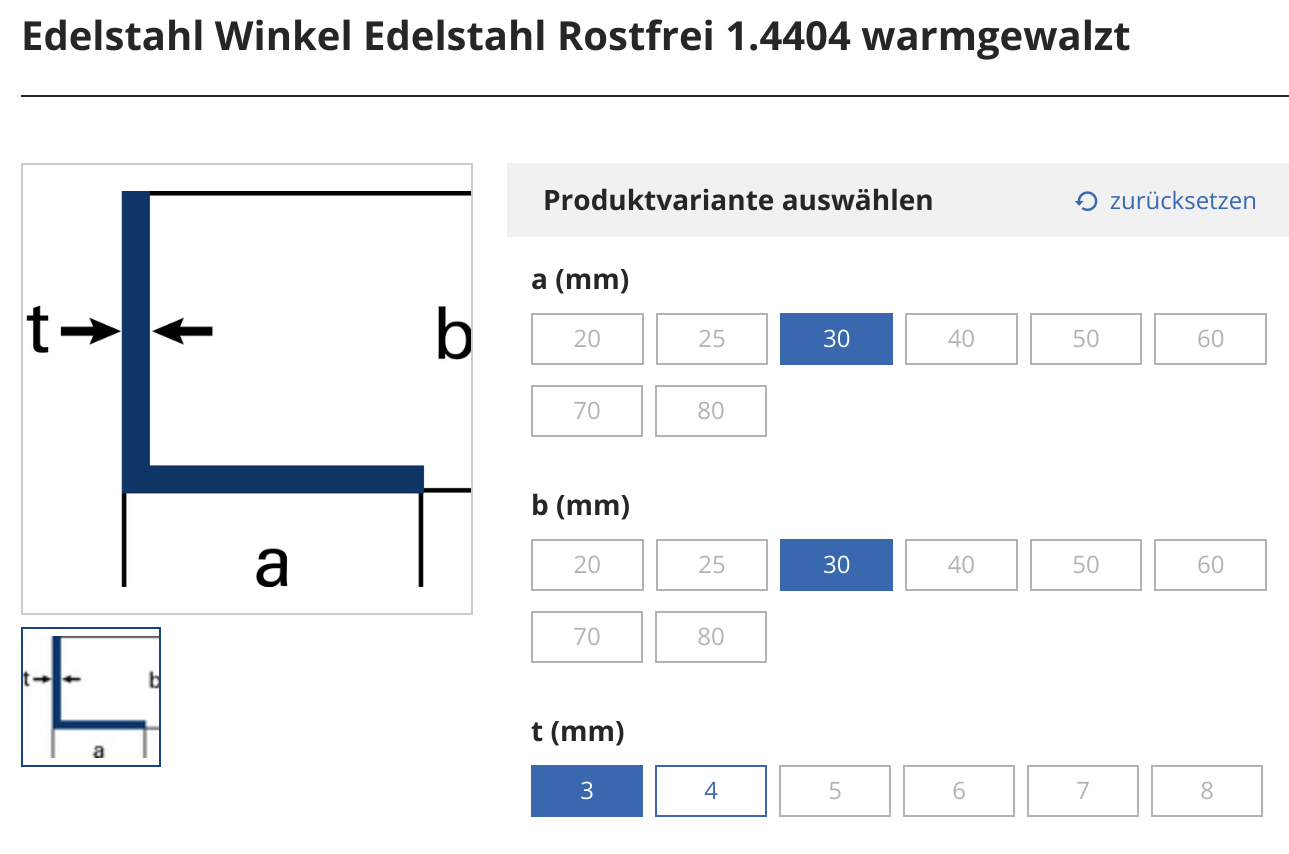 Edelstahl Winkel Edelstahl Rostfrei 1.4404 warmgewalzt
t
b
a
t
b
a
Produktvariante auswählen
zurücksetzen
a (mm)
20 25 30 40 50 60
70 80
b (mm)
20 25 30 40 50 60
70 80
t (mm)
3 4 5 6 7 8